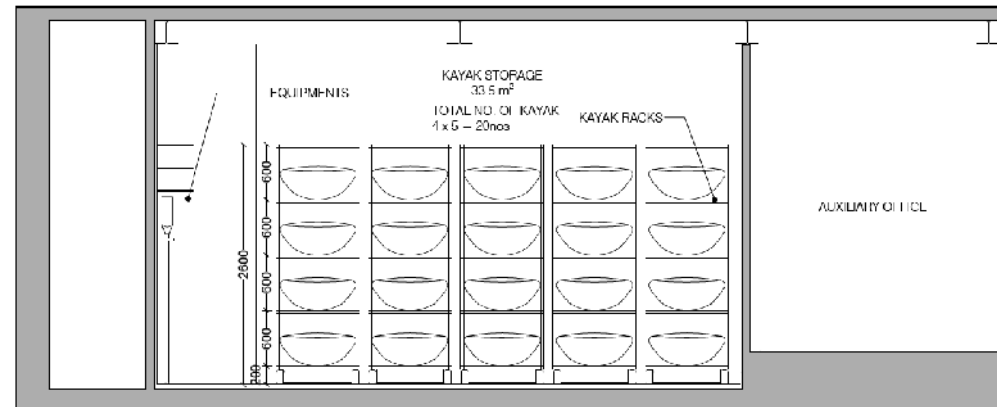 KAYAK STORAGE
33.5 m²
EQUIPMENTS
TOTAL NO. OF KAYAK
4 x 5 = 20nos
KAYAK RACKS
AUXILIARY OFFICE
600
600
600
600
2600
200